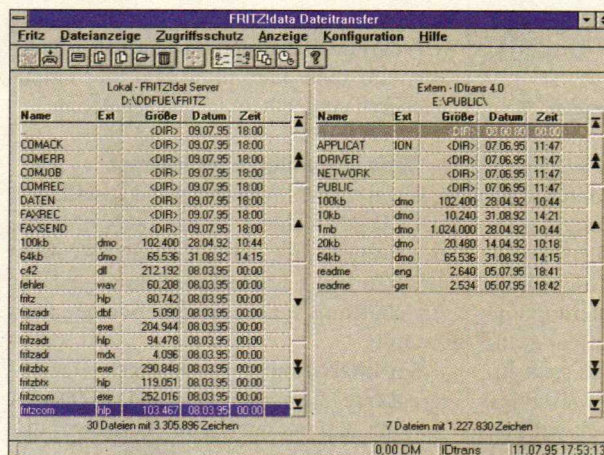 FRITZ!data Dateitransfer
Fritz Dateianzeige Zugriffsschutz Anzeige Konfiguration Hilfe
Lokal - FRITZ!dat Server
D:\DDFUE\FRITZ
Name Ext Größe Datum Zeit
.. <DIR> 09.07.95 18:00
COMACK <DIR> 09.07.95 18:00
COMERR <DIR> 09.07.95 18:00
COMJOB <DIR> 09.07.95 18:00
COMREC <DIR> 09.07.95 18:00
DATEN <DIR> 09.07.95 18:00
FAXREC <DIR> 09.07.95 18:00
FAXSEND <DIR> 09.07.95 18:00
100kb dmo 102.400 28.04.92 10:44
64kb dmo 65.536 31.08.92 14:15
c42 dll 212.192 08.03.95 00:00
fehler wav 60.208 08.03.95 00:00
fritz hlp 80.742 08.03.95 00:00
fritzadr dbf 5.090 08.03.95 00:00
fritzadr exe 204.944 08.03.95 00:00
fritzadr hlp 94.478 08.03.95 00:00
fritzadr mdx 4.096 08.03.95 00:00
fritzbtx exe 290.848 08.03.95 00:00
fritzbtx hlp 119.051 08.03.95 00:00
fritzcom exe 252.016 08.03.95 00:00
fritzcom hlp 103.467 08.03.95 00:00
30 Dateien mit 3.305.896 Zeichen
Extern - IDtrans 4.0
E:\PUBLIC\
Name Ext Größe Datum Zeit
<DIR> 00:00
APPLICAT ION <DIR> 07.06.95 11:47
IDRIVER <DIR> 07.06.95 11:47
NETWORK <DIR> 07.06.95 11:47
PUBLIC <DIR> 07.06.95 11:47
100kb dmo 102.400 28.04.92 10:44
10kb dmo 10.240 31.08.92 14:21
1mb dmo 1.024.000 28.04.92 10:44
20kb dmo 20.480 14.04.92 10:18
64kb dmo 65.536 31.08.92 14:15
readme eng 2.640 05.07.95 18:41
readme ger 2.534 05.07.95 18:42
7 Dateien mit 1.227.830 Zeichen
0,00 DM IDtrans 11.07.95 17:53:13